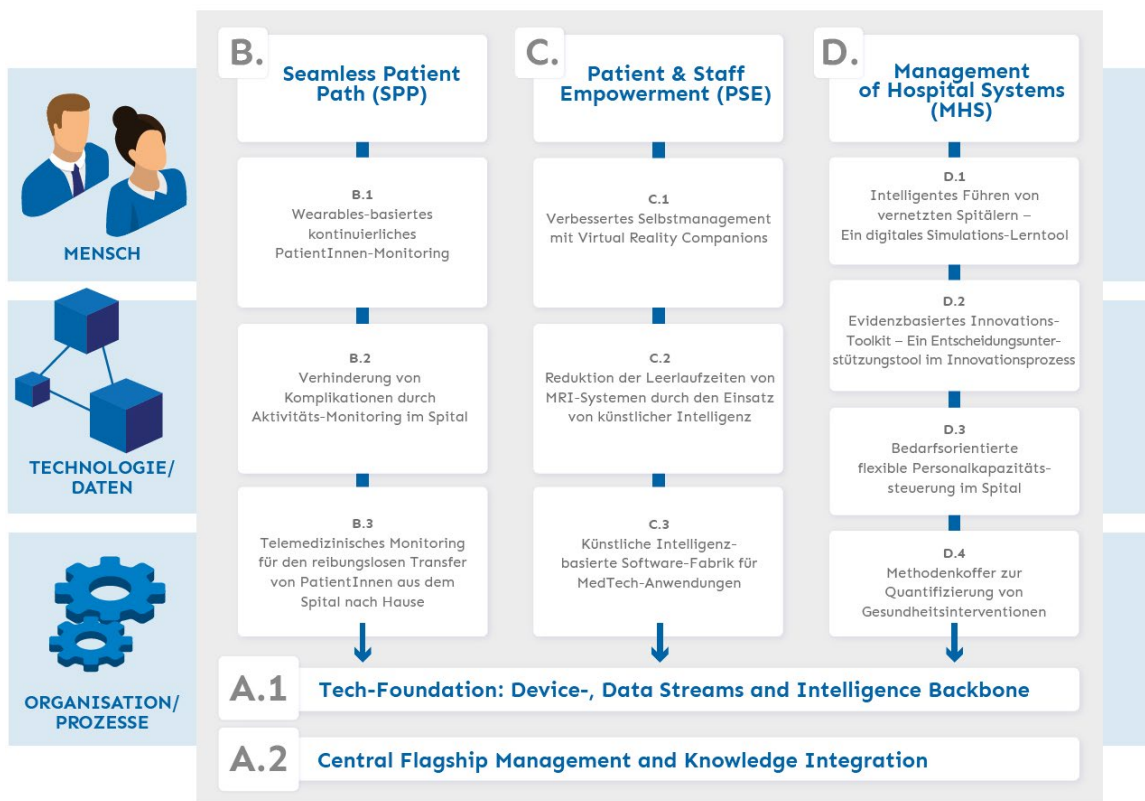 MENSCH
TECHNOLOGIE/
DATEN
ORGANISATION/
PROZESSE
B.
Seamless Patient
Path (SPP)
B.1
Wearables-basiertes
kontinuierliches
PatientInnen-Monitoring
B.2
Verhinderung von
Komplikationen durch
Aktivitäts-Monitoring im Spital
B.3
Telemedizinisches Monitoring
für den reibungslosen Transfer
von PatientInnen aus dem
Spital nach Hause
C.
Patient & Staff
Empowerment (PSE)
C.1
Verbessertes Selbstmanagement
mit Virtual Reality Companions
C.2
Reduktion der Leerlaufzeiten von
MRI-Systemen durch den Einsatz
von künstlicher Intelligenz
C.3
Künstliche Intelligenz-
basierte Software-Fabrik für
MedTech-Anwendungen
D.
Management
of Hospital Systems
(MHS)
D.1
Intelligentes Führen von
vernetzten Spitälern –
Ein digitales Simulations-Lerntool
D.2
Evidenzbasiertes Innovations-
Toolkit – Ein Entscheidungsunter-
stützungstool im Innovationsprozess
D.3
Bedarfsorientierte
flexible Personalkapazitäts-
steuerung im Spital
D.4
Methodenkoffer zur
Quantifizierung von
Gesundheitsinterventionen
A.1 Tech-Foundation: Device-, Data Streams and Intelligence Backbone
A.2 Central Flagship Management and Knowledge Integration